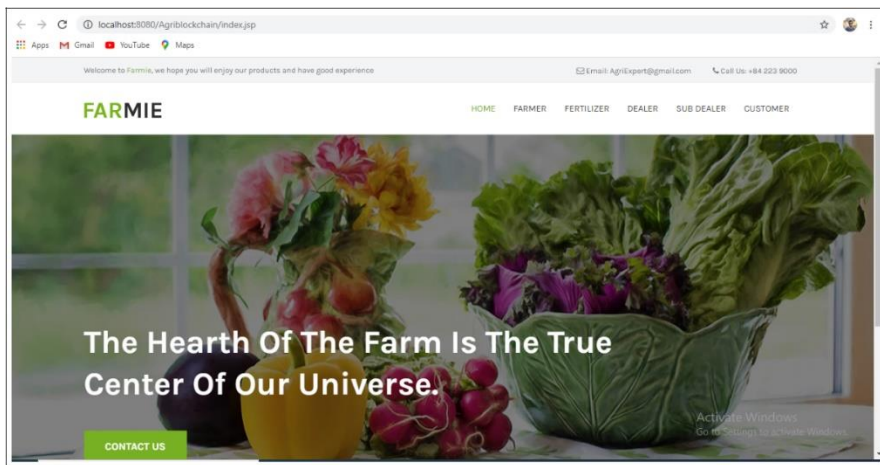 localhost:8080/Agriblockchain/index.jsp
Apps Gmail YouTube Maps
Welcome to Farmie, we hope you will enjoy our products and have good experience Email: AgriExpert@gmail.com Call Us: +84 223 9000
FARMIE HOME FARMER FERTILIZER DEALER SUB DEALER CUSTOMER
The Hearth Of The Farm Is The True
Center Of Our Universe.
CONTACT US
Activate Windows
Go to Settings to activate Windows.